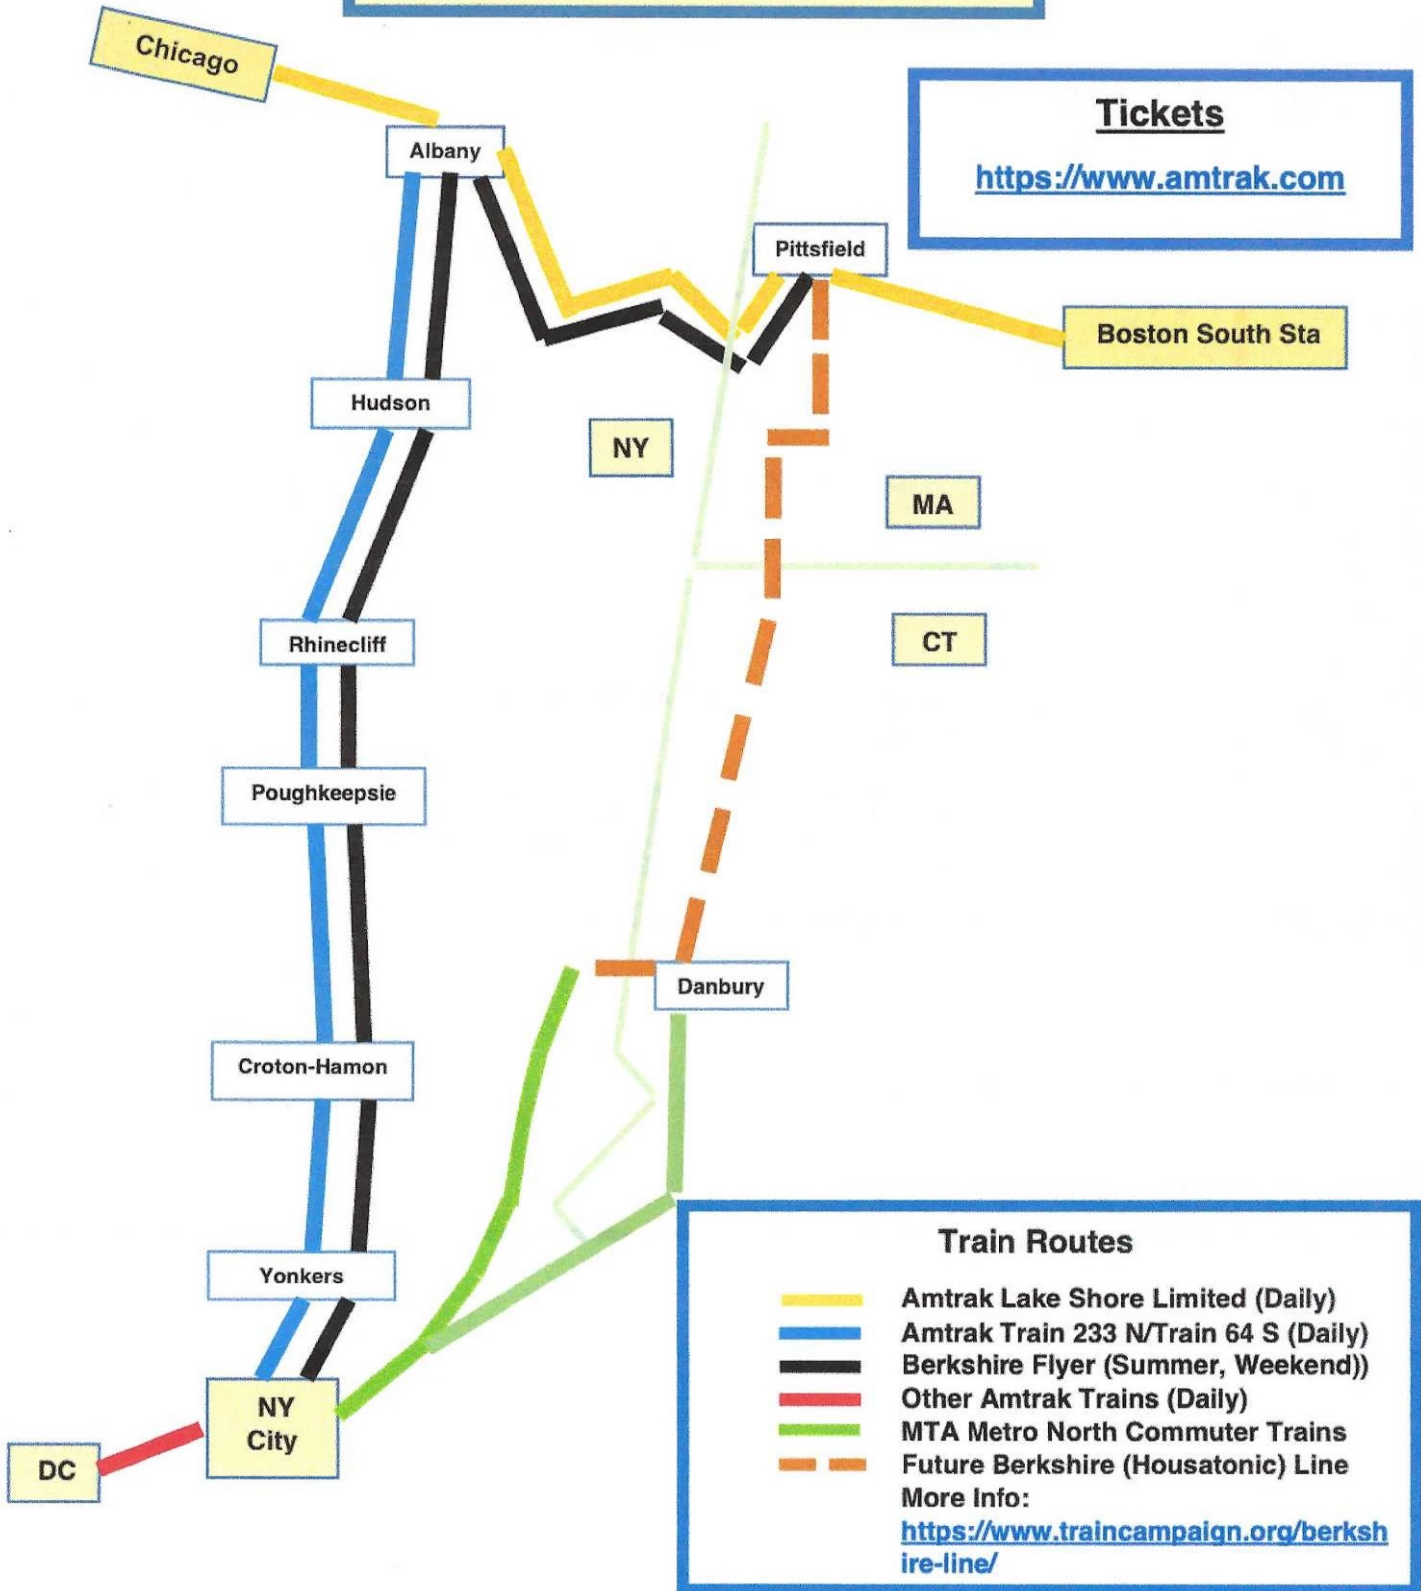 Chicago
Albany
Tickets
https://www.amtrak.com
Pittsfield
Boston South Sta
Hudson
NY
MA
Rhinecliff
CT
Poughkeepsie
Danbury
Croton-Hamon
Yonkers
NY
City
DC
Train Routes
Amtrak Lake Shore Limited (Daily)
Amtrak Train 233 N/Train 64 S (Daily)
Berkshire Flyer (Summer, Weekend))
Other Amtrak Trains (Daily)
MTA Metro North Commuter Trains
Future Berkshire (Housatonic) Line
More Info:
https://www.traincampaign.org/berksh
ire-line/